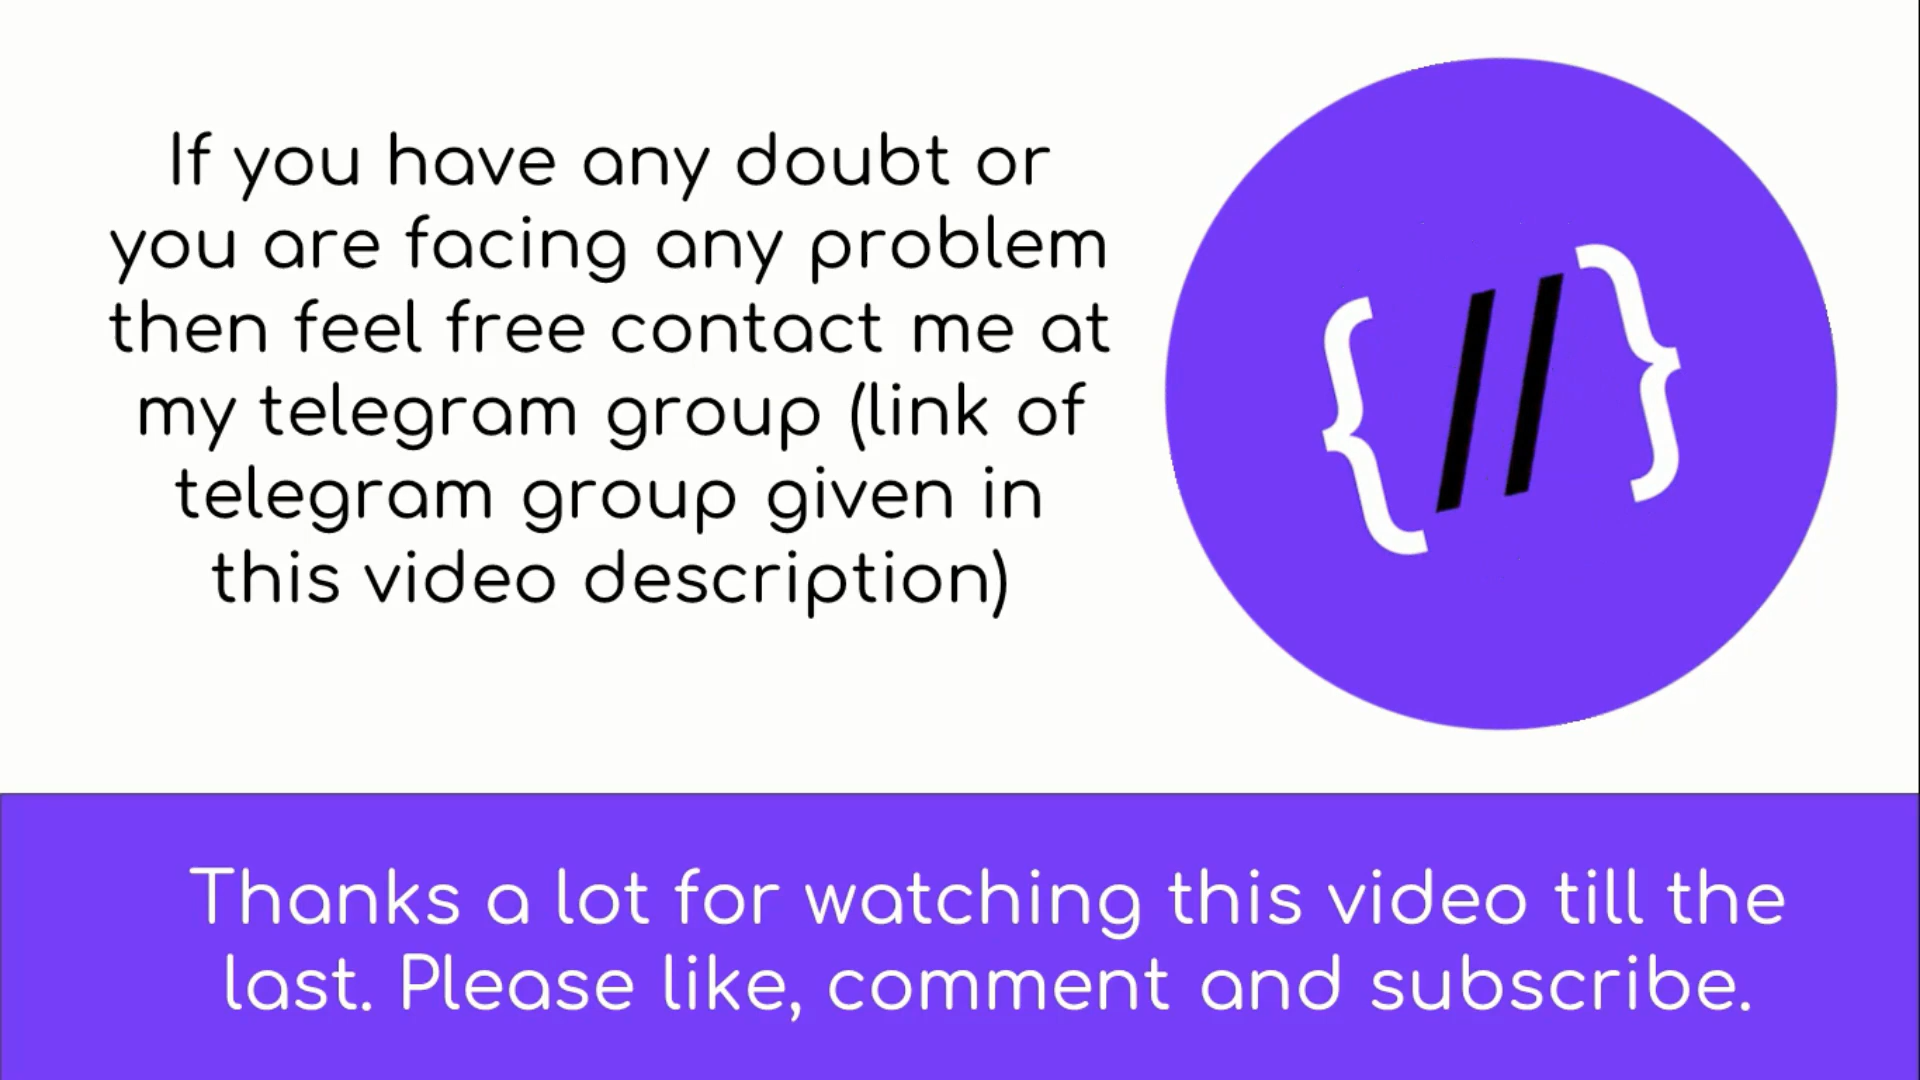 If you have any doubt or
you are facing any problem
then feel free contact me at
my telegram group (link of
telegram group given in
this video description)
{//}
Thanks a lot for watching this video till the
last. Please like, comment and subscribe.